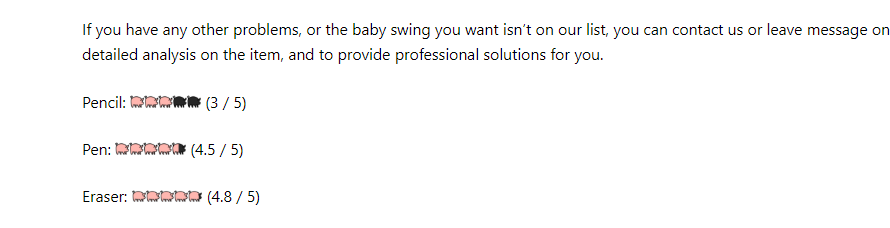 If you have any other problems, or the baby swing you want isn't on our list, you can contact us or leave message on
detailed analysis on the item, and to provide professional solutions for you.
Pencil: (3 / 5)
Pen: (4.5 / 5)
Eraser: (4.8 / 5)